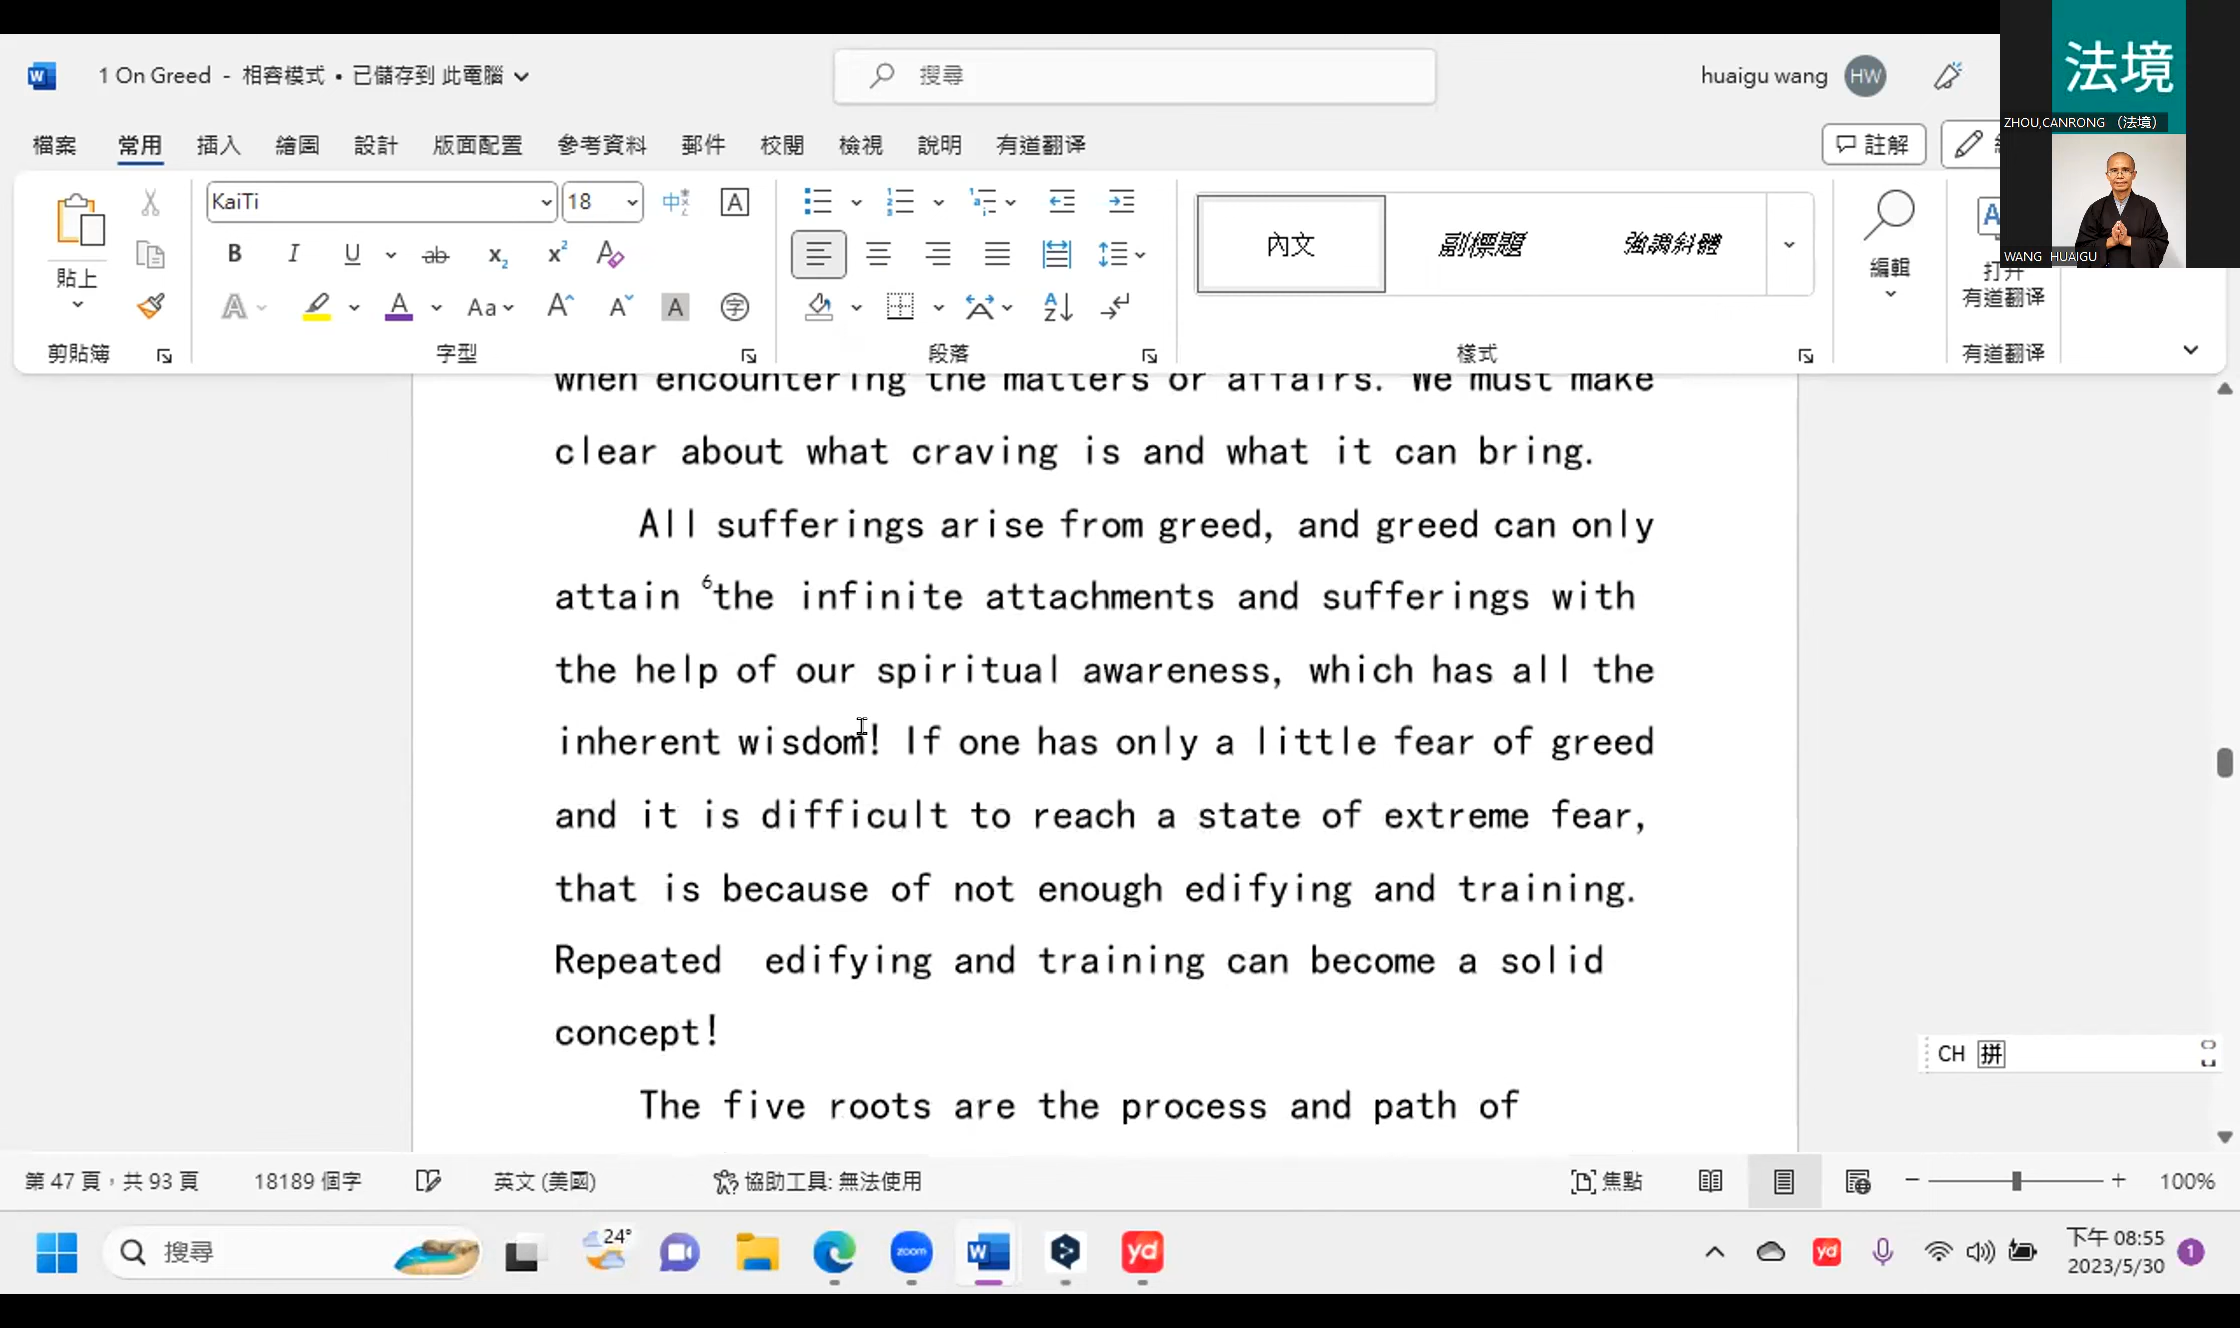 1 On Greed - 相容模式 • 已儲存到 此電腦
搜尋
huaigu wang
HW
法境
ZHOU,CANRONG (法境)
WANG HUAIGU
檔案 常用 插入 繪圖 設計 版面配置 參考資料 郵件 校閱 檢視 說明 有道翻译
註解
貼上
剪貼簿
KaiTi
18
字型
段落
內文
副標題
強調斜體
樣式
編輯
打开
有道翻译
有道翻译
when encountering the matters or affairs. We must make
clear about what craving is and what it can bring.
All sufferings arise from greed, and greed can only
attain ⁶the infinite attachments and sufferings with
the help of our spiritual awareness, which has all the
inherent wisdom! If one has only a little fear of greed
and it is difficult to reach a state of extreme fear,
that is because of not enough edifying and training.
Repeated edifying and training can become a solid
concept!
The five roots are the process and path of
CH 拼
第 47 頁，共 93 頁
18189 個字
英文 (美國)
協助工具: 無法使用
焦點
100%
搜尋
24°
zoom
yd
yd
下午 08:55
2023/5/30
1